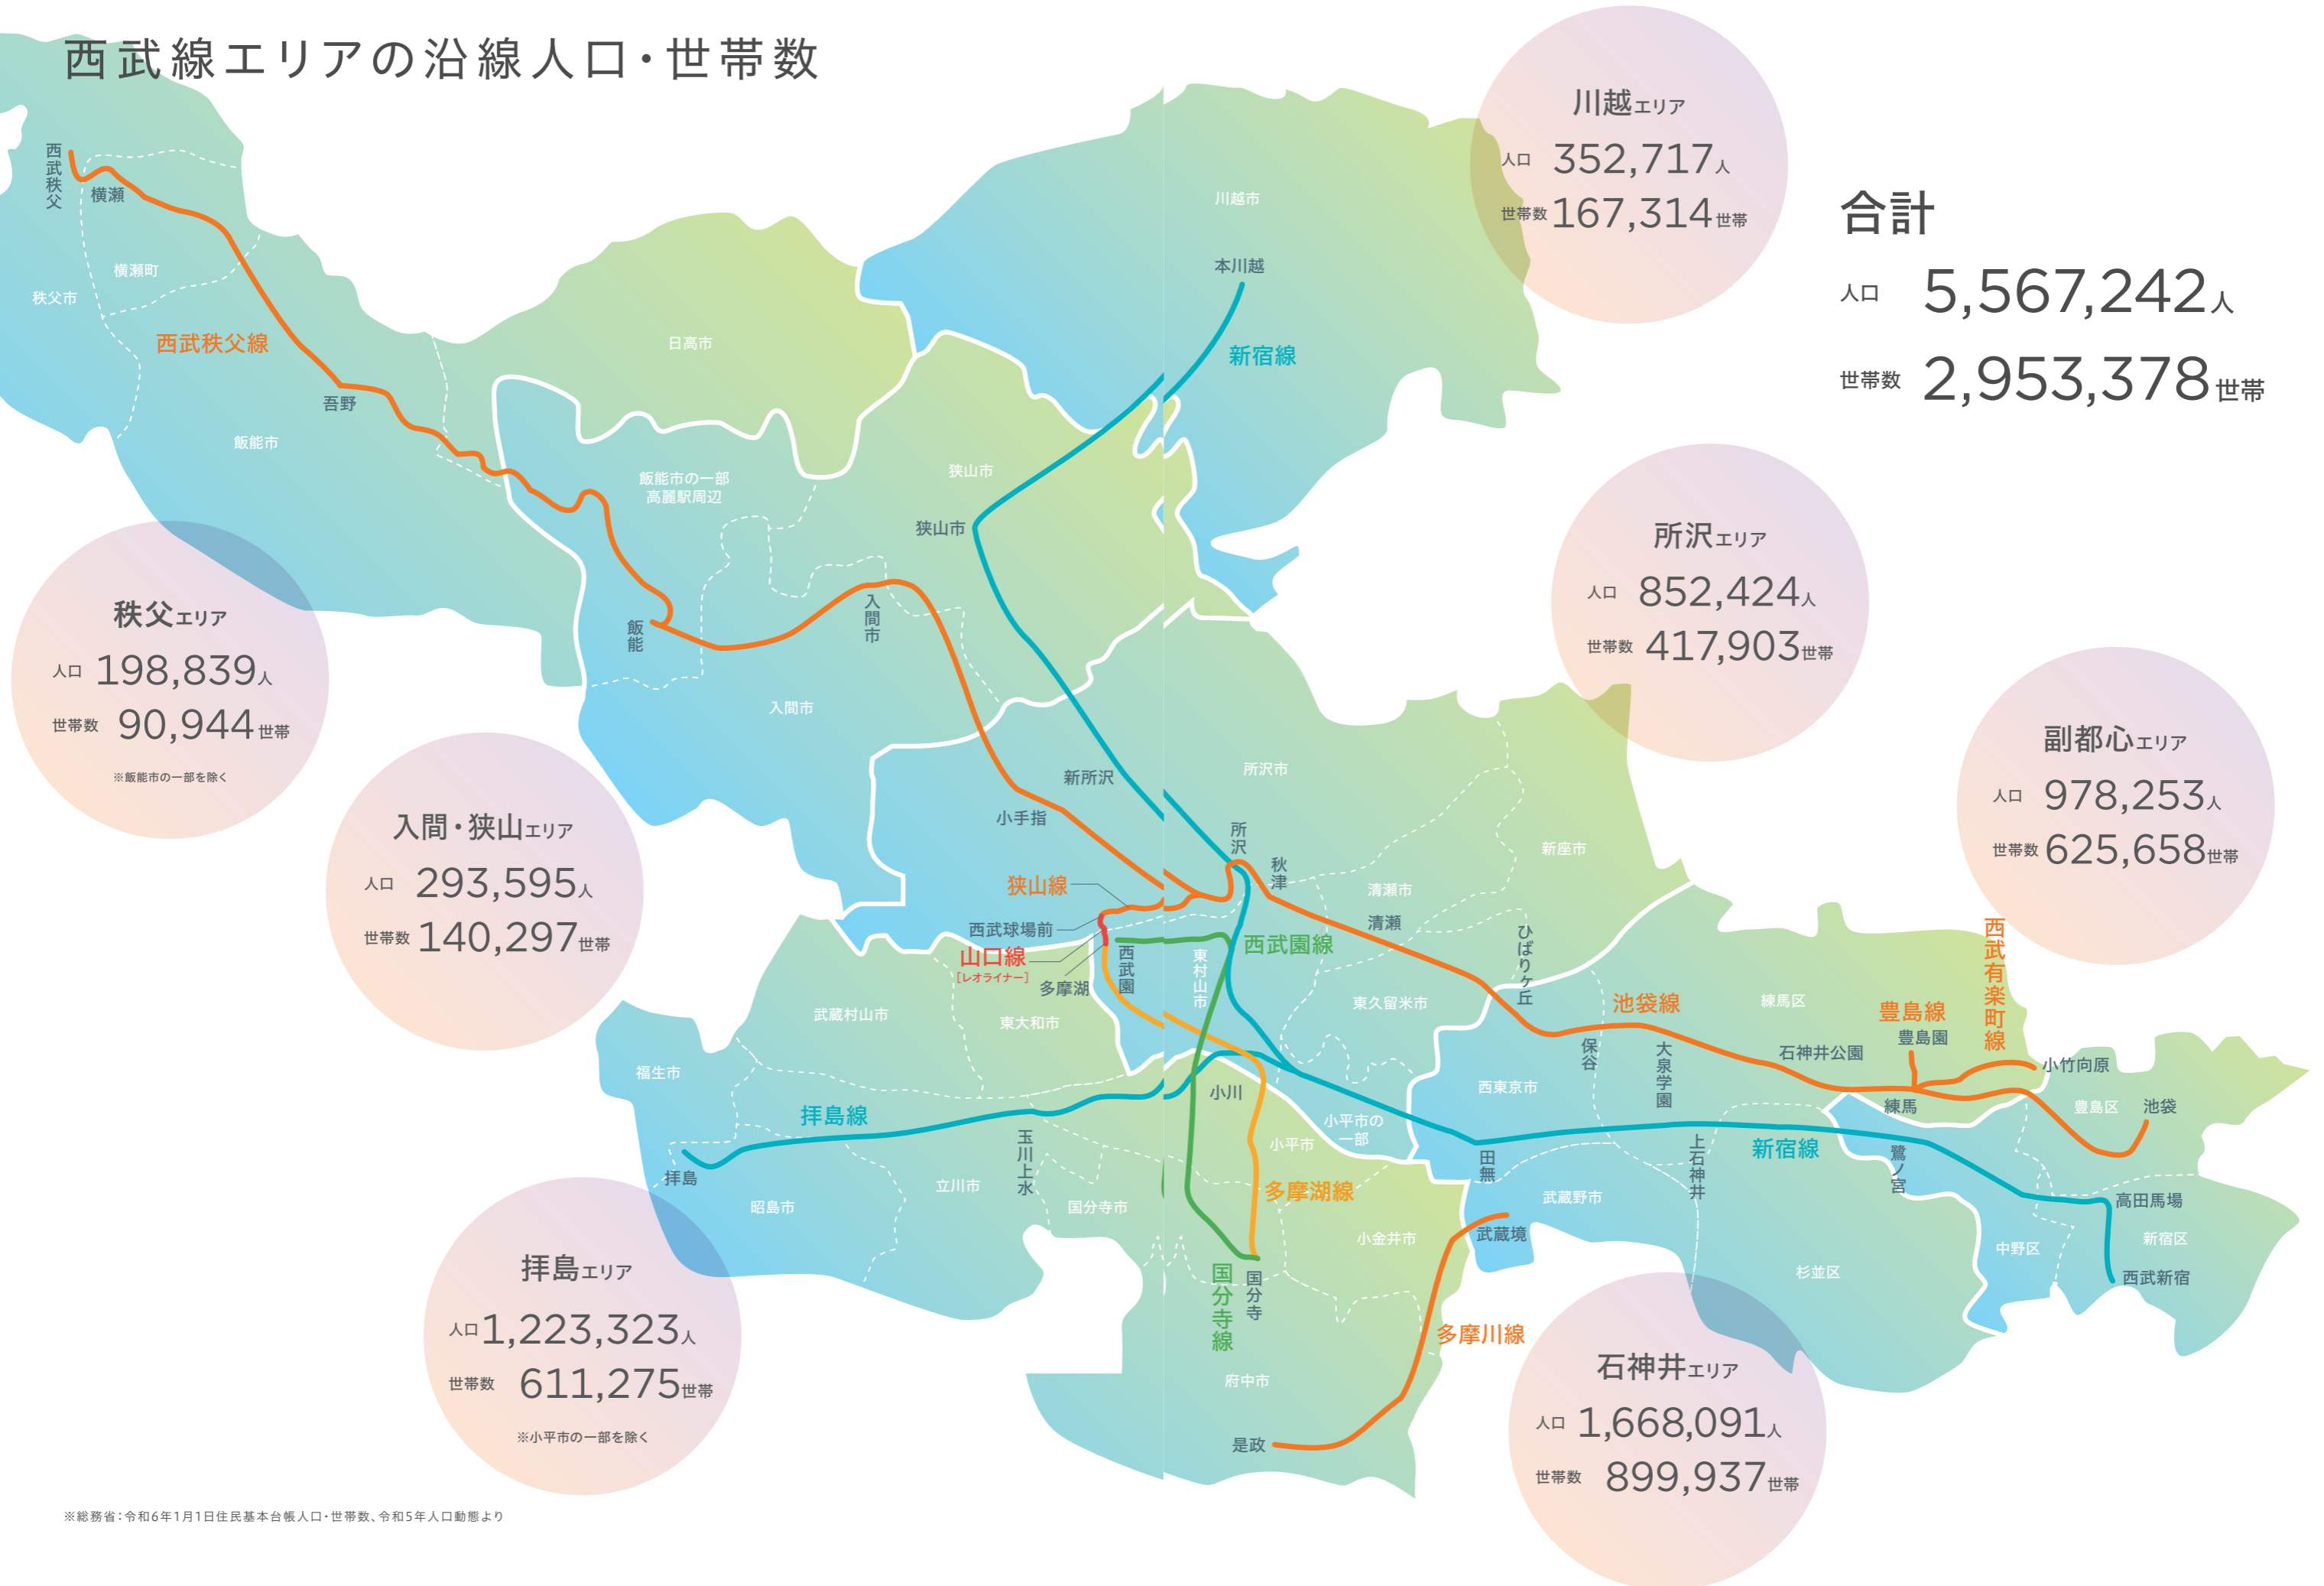 西武線エリアの沿線人口・世帯数
川越エリア
人口 352,717人
世帯数 167,314世帯
合計
人口 5,567,242人
世帯数 2,953,378世帯
所沢エリア
人口 852,424人
世帯数 417,903世帯
副都心エリア
人口 978,253人
世帯数 625,658世帯
秩父エリア
人口 198,839人
世帯数 90,944世帯
※飯能市の一部を除く
入間・狭山エリア
人口 293,595人
世帯数 140,297世帯
拝島エリア
人口 1,223,323人
世帯数 611,275世帯
※小平市の一部を除く
石神井エリア
人口 1,668,091人
世帯数 899,937世帯
西武秩父
横瀬
横瀬町
秩父市
西武秩父線
吾野
飯能市
日高市
飯能市の一部
高麗駅周辺
川越市
本川越
新宿線
狭山市
狭山市
飯能
入間市
入間市
新所沢
小手指
所沢市
所沢
秋津
新座市
清瀬市
清瀬
狭山線
西武球場前
山口線
[レオライナー]
多摩湖
西武園
西武園線
東村山市
ひばりヶ丘
東久留米市
池袋線
練馬区
豊島線
豊島園
西武有楽町線
小竹向原
武蔵村山市
東大和市
福生市
拝島線
小川
保谷
大泉学園
石神井公園
練馬
豊島区
池袋
西東京市
小平市の
一部
小平市
玉川上水
拝島
昭島市
立川市
国分寺市
多摩湖線
田無
上石神井
新宿線
鷺ノ宮
高田馬場
武蔵野市
武蔵境
小金井市
杉並区
中野区
新宿区
西武新宿
国分寺線
国分寺
多摩川線
府中市
是政
※総務省：令和6年1月1日住民基本台帳人口・世帯数、令和5年人口動態より